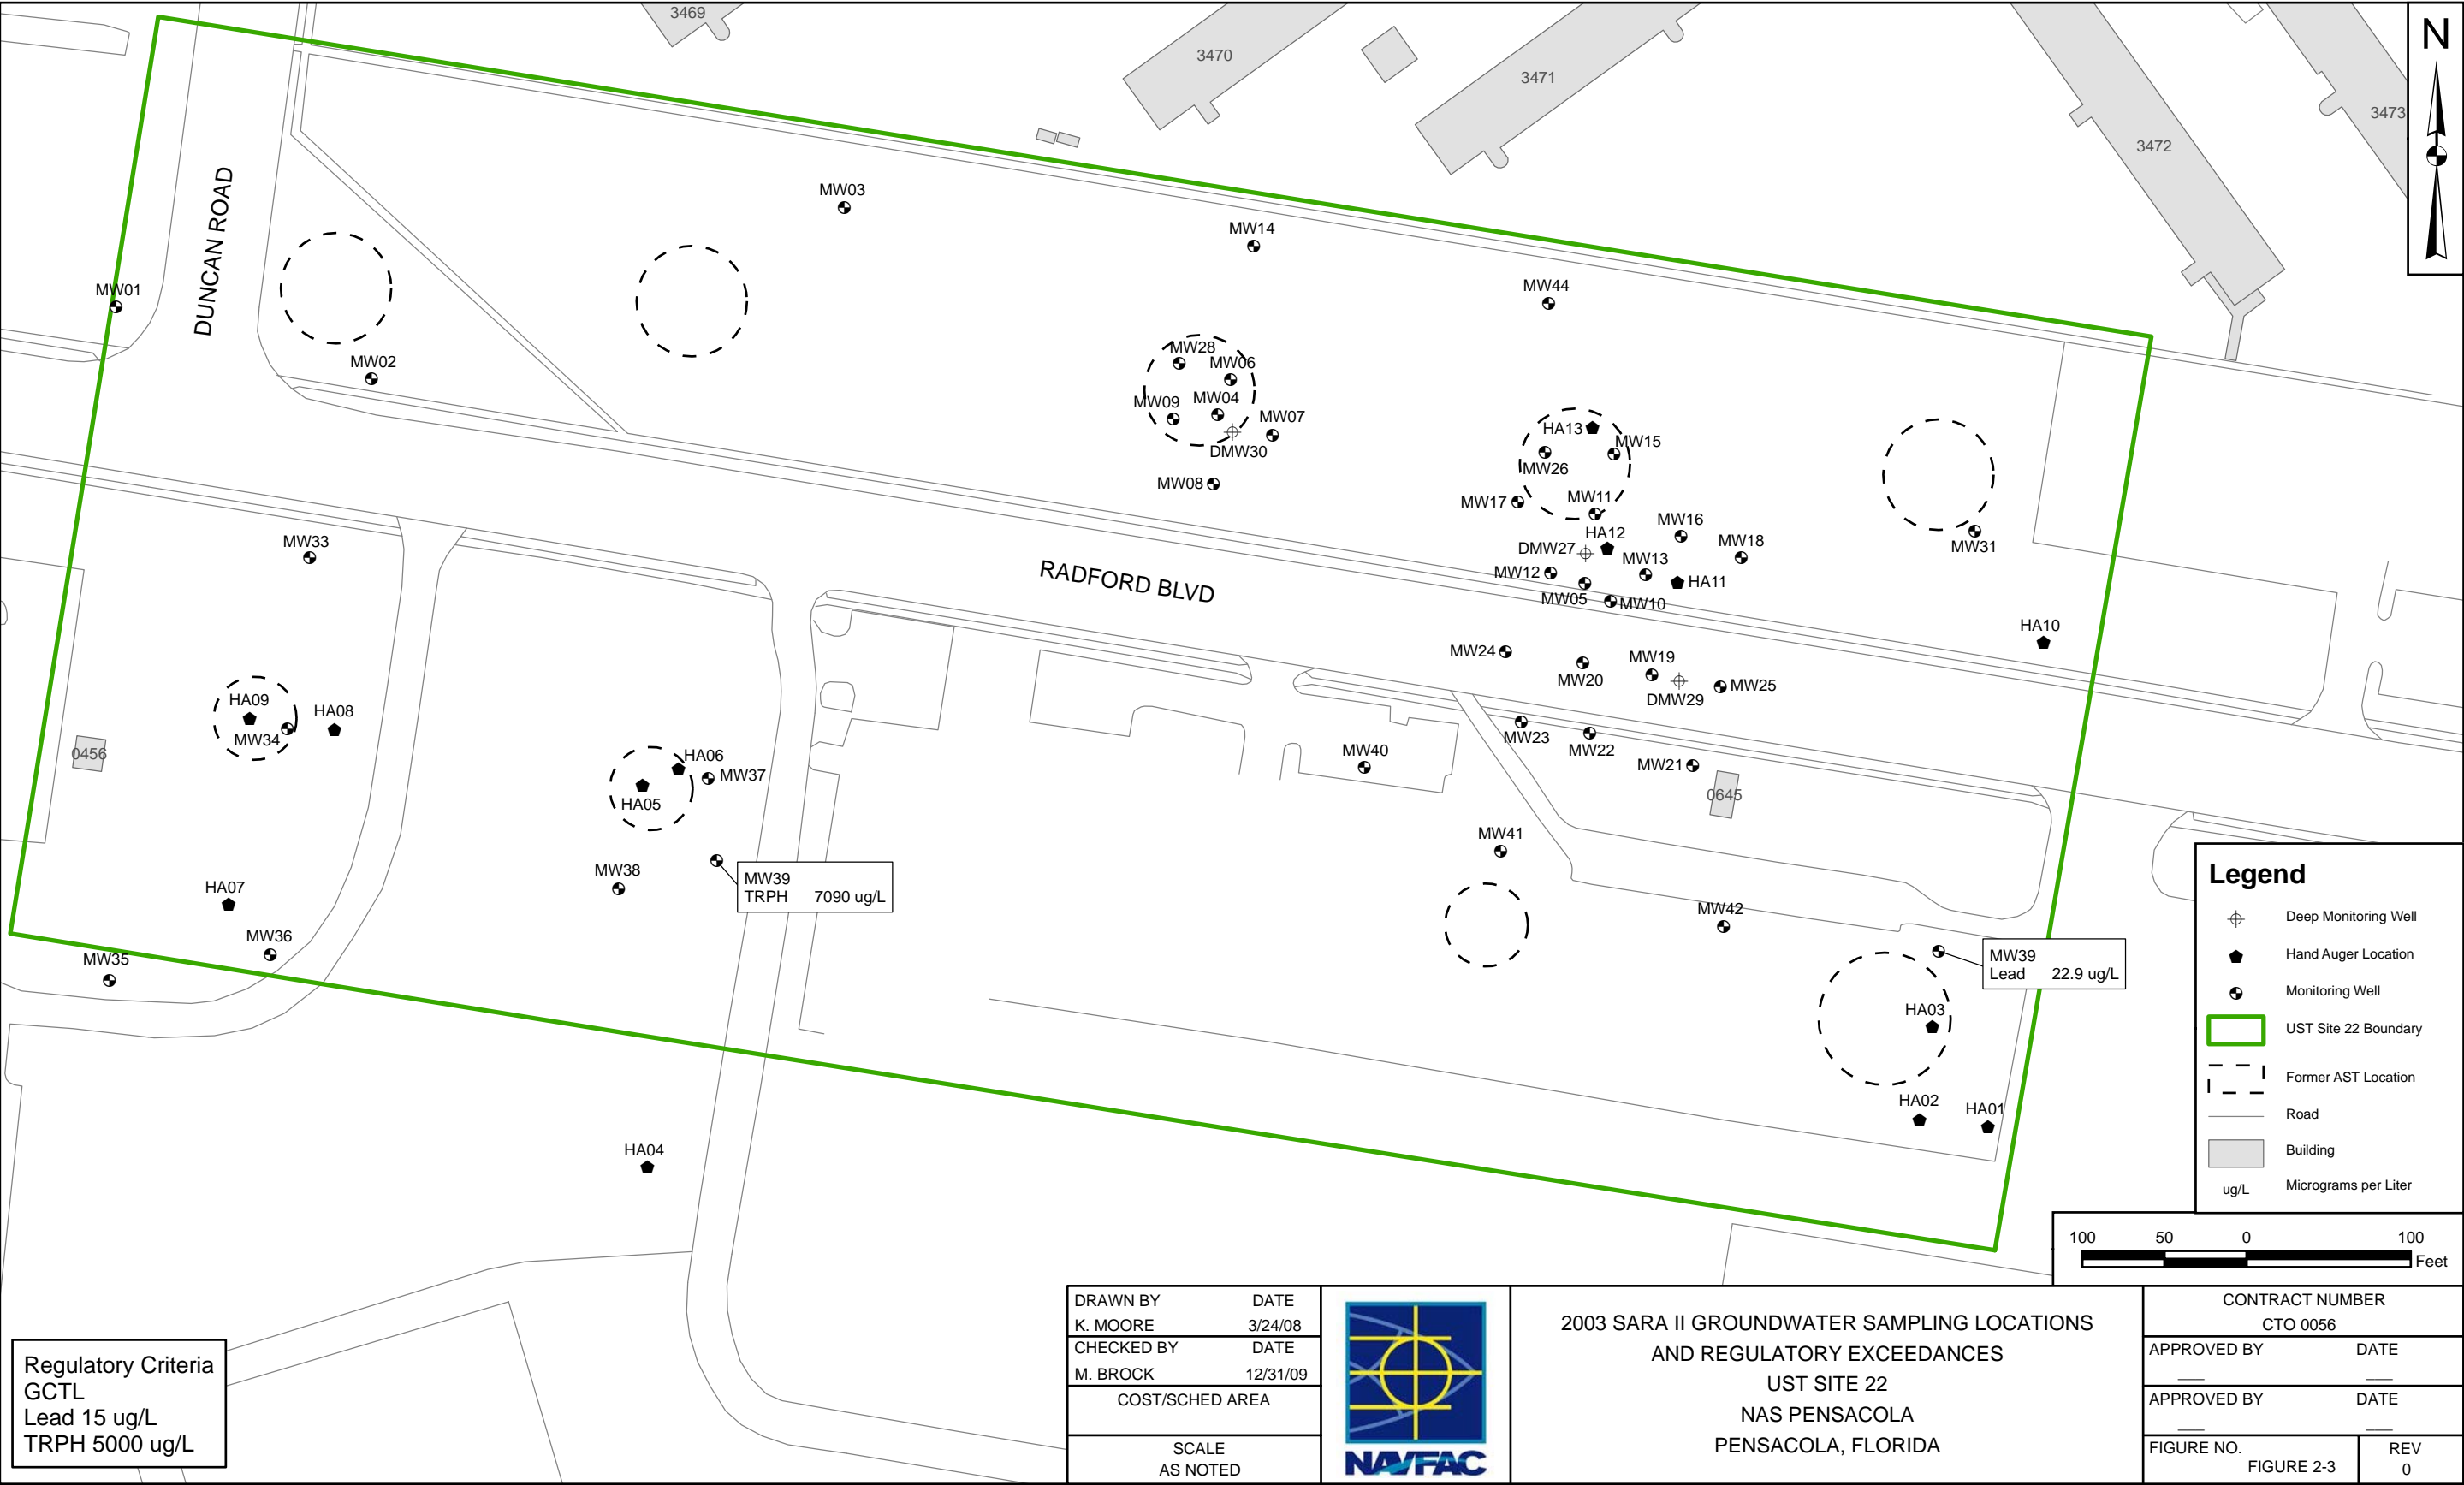 3469
3470
3471
3472
3473
N
DUNCAN ROAD
MW01
MW02
MW03
MW14
MW44
MW28
MW06
MW09
MW04
MW07
DMW30
MW08
HA13
MW15
MW26
MW17
MW11
MW16
HA12
DMW27
MW13
MW18
MW12
HA11
MW05
MW10
MW31
HA10
RADFORD BLVD
MW33
MW24
MW20
MW19
DMW29
MW25
HA09
HA08
MW34
0456
HA06
MW37
HA05
MW23
MW22
MW40
MW21
0645
MW41
MW38
MW39
TRPH 7090 ug/L
HA07
MW36
MW35
MW42
MW39
Lead 22.9 ug/L
HA03
HA02
HA01
HA04
Legend
Deep Monitoring Well
Hand Auger Location
Monitoring Well
UST Site 22 Boundary
Former AST Location
Road
Building
ug/L Micrograms per Liter
100 50 0 100
Feet
Regulatory Criteria
GCTL
Lead 15 ug/L
TRPH 5000 ug/L
DRAWN BY DATE
K. MOORE 3/24/08
CHECKED BY DATE
M. BROCK 12/31/09
COST/SCHED AREA
SCALE
AS NOTED
NAVFAC
2003 SARA II GROUNDWATER SAMPLING LOCATIONS
AND REGULATORY EXCEEDANCES
UST SITE 22
NAS PENSACOLA
PENSACOLA, FLORIDA
CONTRACT NUMBER
CTO 0056
APPROVED BY DATE
___ ___
APPROVED BY DATE
___ ___
FIGURE NO.
FIGURE 2-3
REV
0